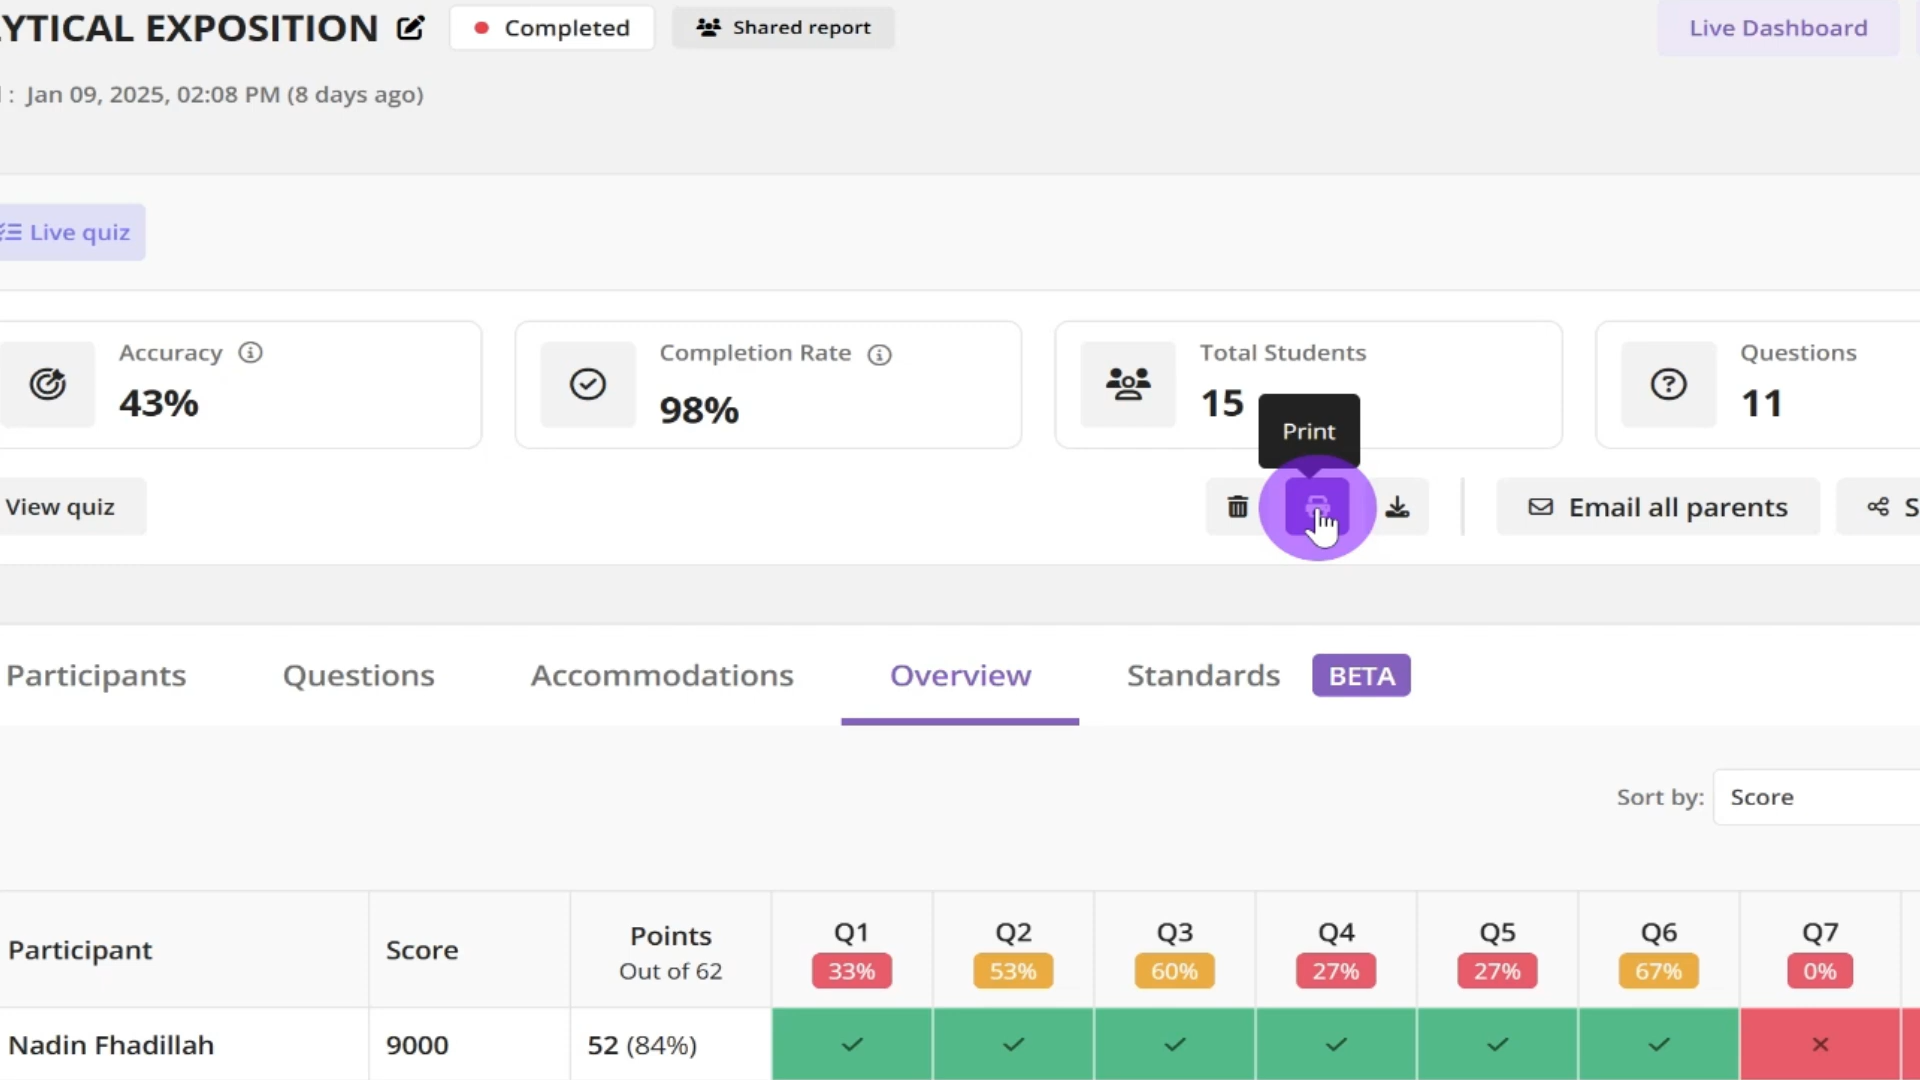 YTICAL EXPOSITION
Completed
Shared report
Live Dashboard
: Jan 09, 2025, 02:08 PM (8 days ago)
Live quiz
Accuracy
43%
Completion Rate
98%
Total Students
15
Questions
11
Print
View quiz
Email all parents
S
Participants
Questions
Accommodations
Overview
Standards
BETA
Sort by:
Score
Participant
Score
Points
Out of 62
Q1
33%
Q2
53%
Q3
60%
Q4
27%
Q5
27%
Q6
67%
Q7
0%
Nadin Fhadillah
9000
52 (84%)